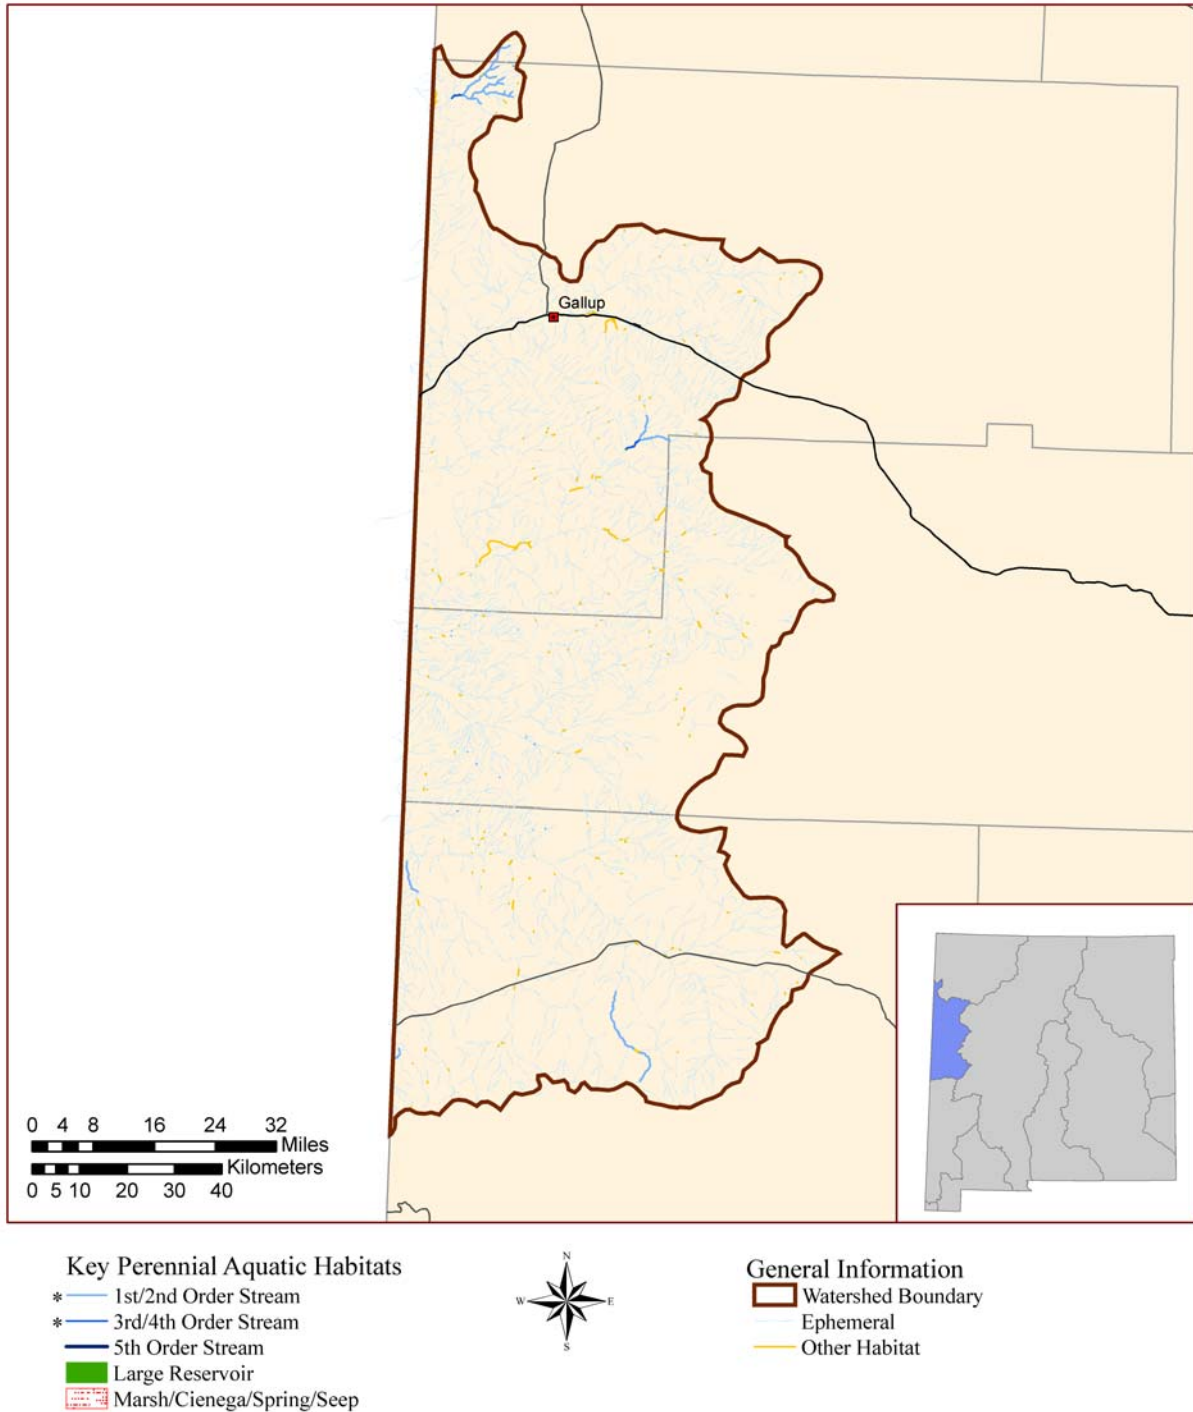 Gallup
0 4 8 16 24 32
Miles
Kilometers
0 5 10 20 30 40
Key Perennial Aquatic Habitats
* 1st/2nd Order Stream
* 3rd/4th Order Stream
5th Order Stream
Large Reservoir
Marsh/Cienega/Spring/Seep
N
W E
S
General Information
Watershed Boundary
Ephemeral
Other Habitat